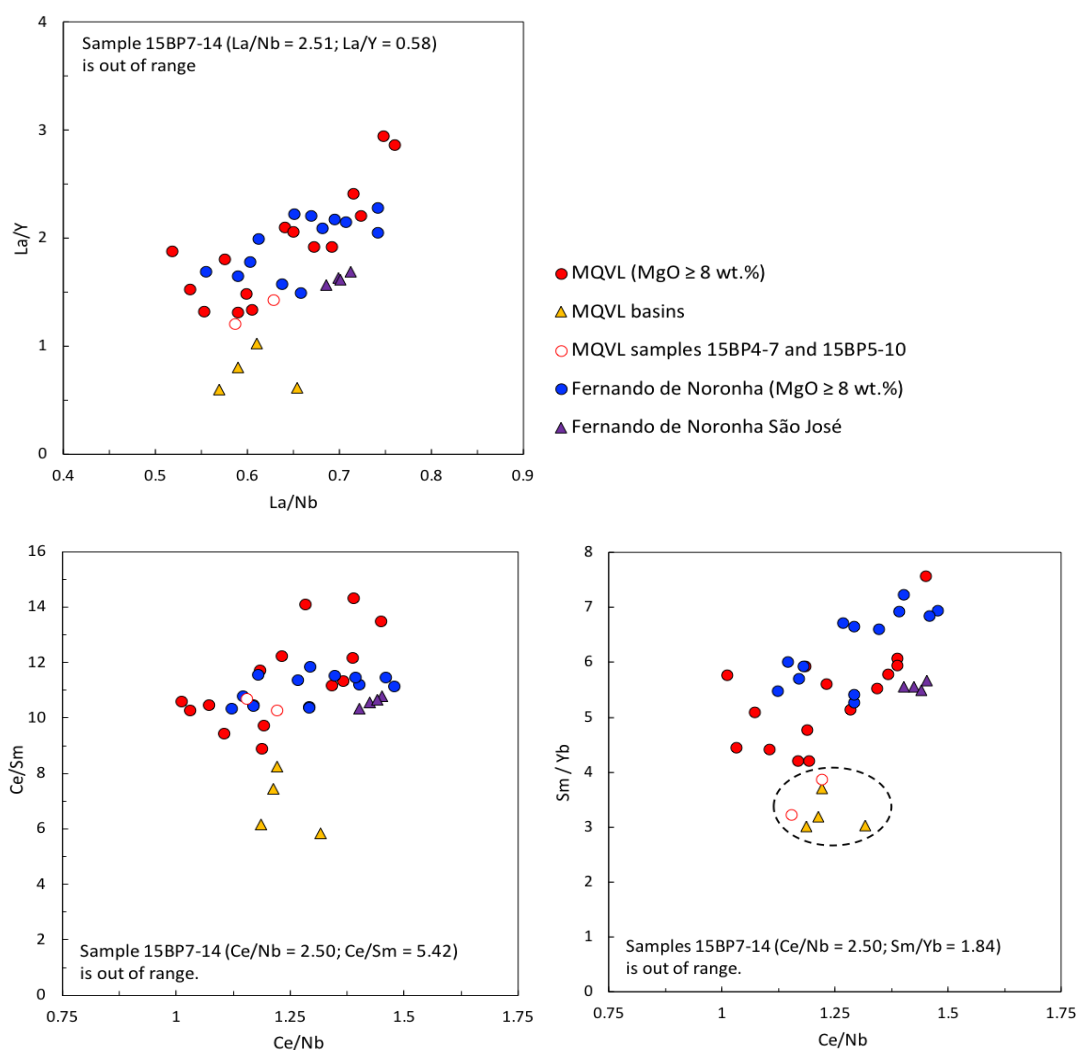 Sample 15BP7-14 (La/Nb = 2.51; La/Y = 0.58)
is out of range
4
3
2
1
0
La/Y
0.4
0.5
0.6
0.7
0.8
0.9
La/Nb
MQVL (MgO ≥ 8 wt.%)
MQVL basins
MQVL samples 15BP4-7 and 15BP5-10
Fernando de Noronha (MgO ≥ 8 wt.%)
Fernando de Noronha São José
16
14
12
10
8
6
4
2
0
Ce/Sm
Sample 15BP7-14 (Ce/Nb = 2.50; Ce/Sm = 5.42)
is out of range.
0.75
1
1.25
1.5
1.75
Ce/Nb
8
7
6
5
4
3
2
1
0
Sm / Yb
Samples 15BP7-14 (Ce/Nb = 2.50; Sm/Yb = 1.84)
is out of range.
0.75
1
1.25
1.5
1.75
Ce/Nb